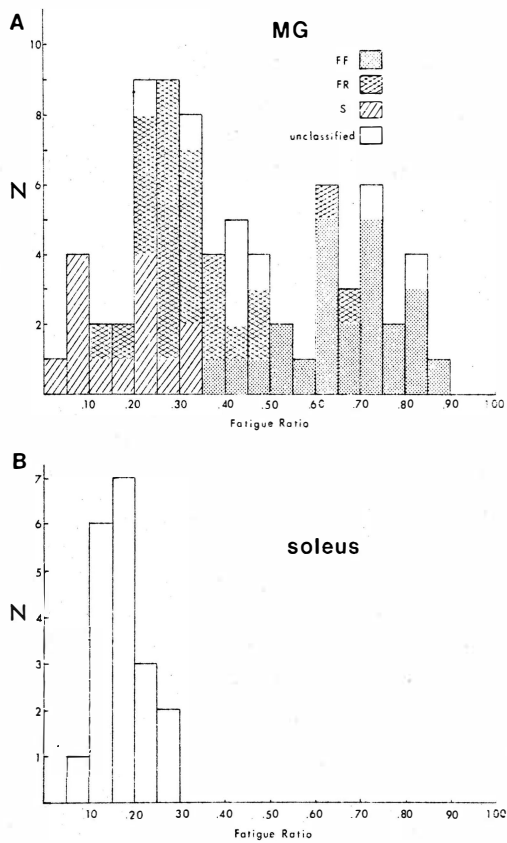 A
MG
FF
FR
S
unclassified
10
8
N
6
4
2
.10 .20 .30 .40 .50 .60 .70 .80 .90 1 00
Fatigue Ratio
B
7
6
soleus
5
N
4
3
2
1
10 .20 .30 .40 .50 .60 .70 .80 .90 1 00
Fatigue Ratio